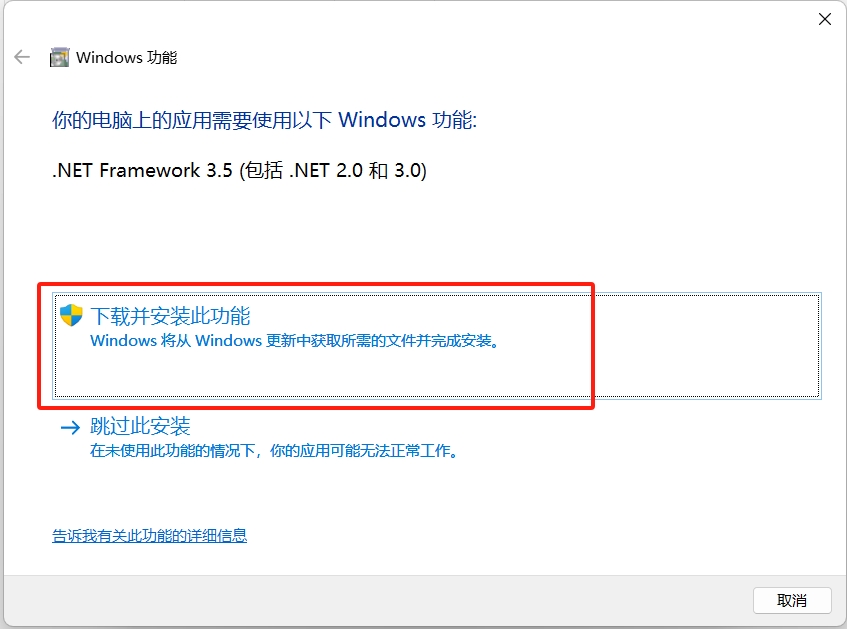 Windows 功能
你的电脑上的应用需要使用以下 Windows 功能:
.NET Framework 3.5 (包括 .NET 2.0 和 3.0)
下载并安装此功能
Windows 将从 Windows 更新中获取所需的文件并完成安装。
跳过此安装
在未使用此功能的情况下，你的应用可能无法正常工作。
告诉我有关此功能的详细信息
取消